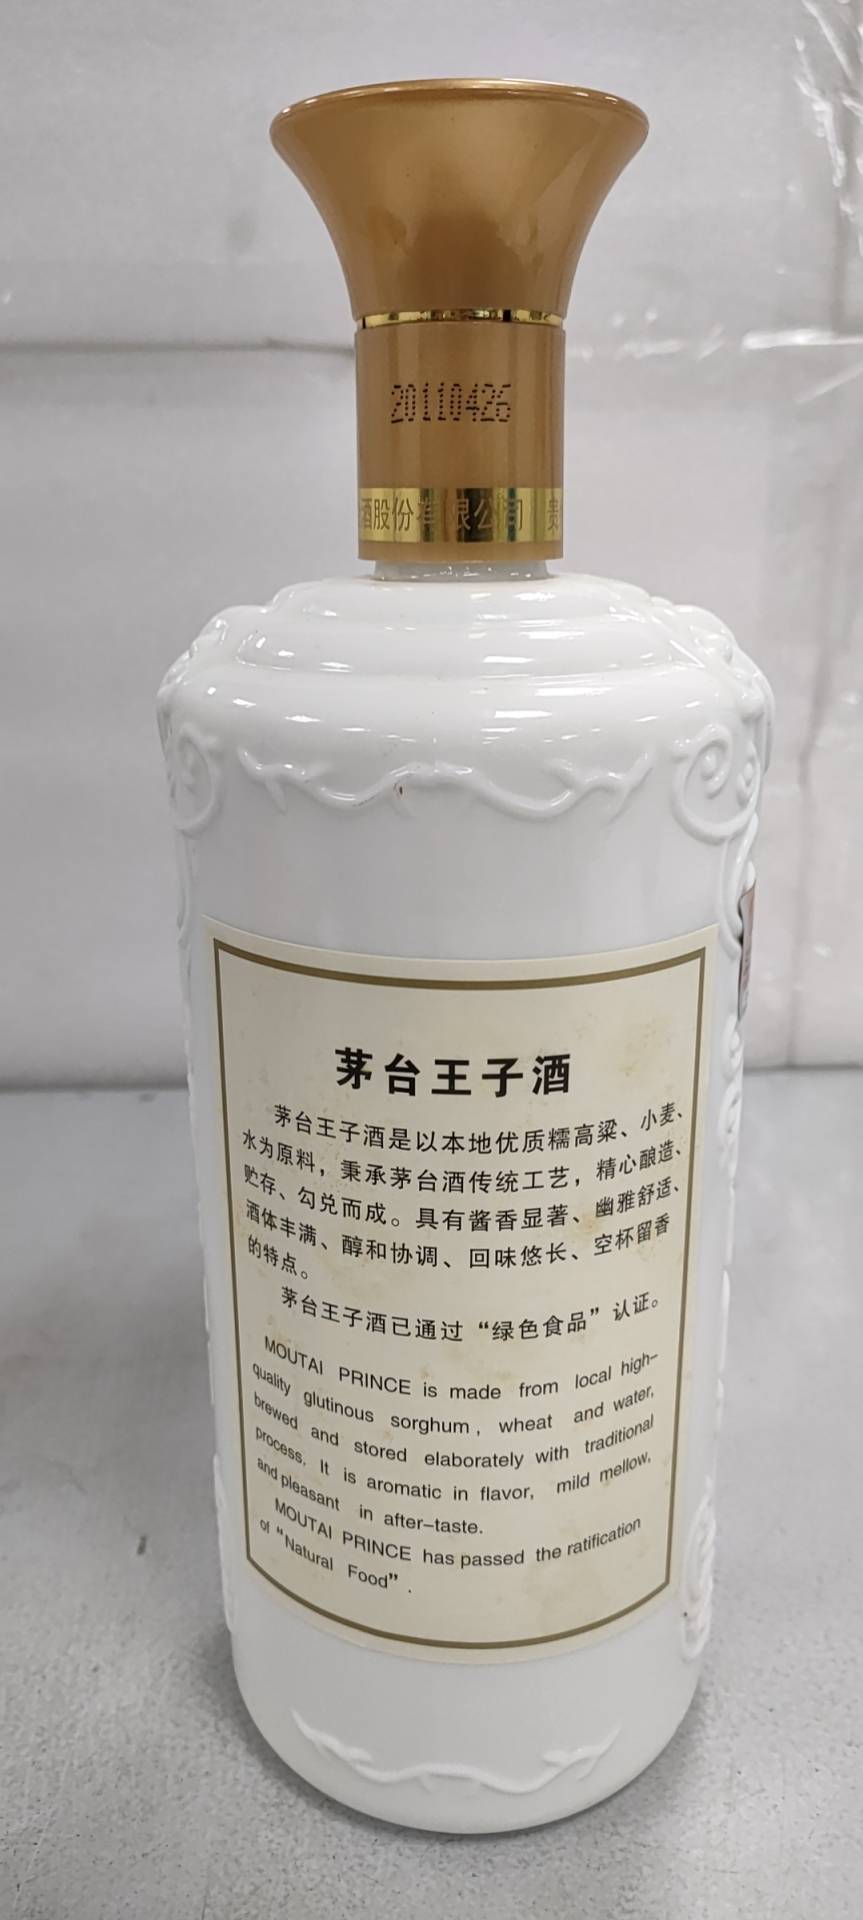 20110426
酒股份有限公司 贵
茅台王子酒
茅台王子酒是以本地优质糯高粱、小麦、
水为原料，秉承茅台酒传统工艺，精心酿造、
贮存、勾兑而成。具有酱香显著、幽雅舒适、
酒体丰满、醇和协调、回味悠长、空杯留香
的特点。
茅台王子酒已通过“绿色食品”认证。
MOUTAI PRINCE is made from local high-
quality glutinous sorghum, wheat and water,
brewed and stored elaborately with traditional
process. It is aromatic in flavor, mild mellow,
and pleasant in after-taste.
MOUTAI PRINCE has passed the ratification
of “Natural Food”.